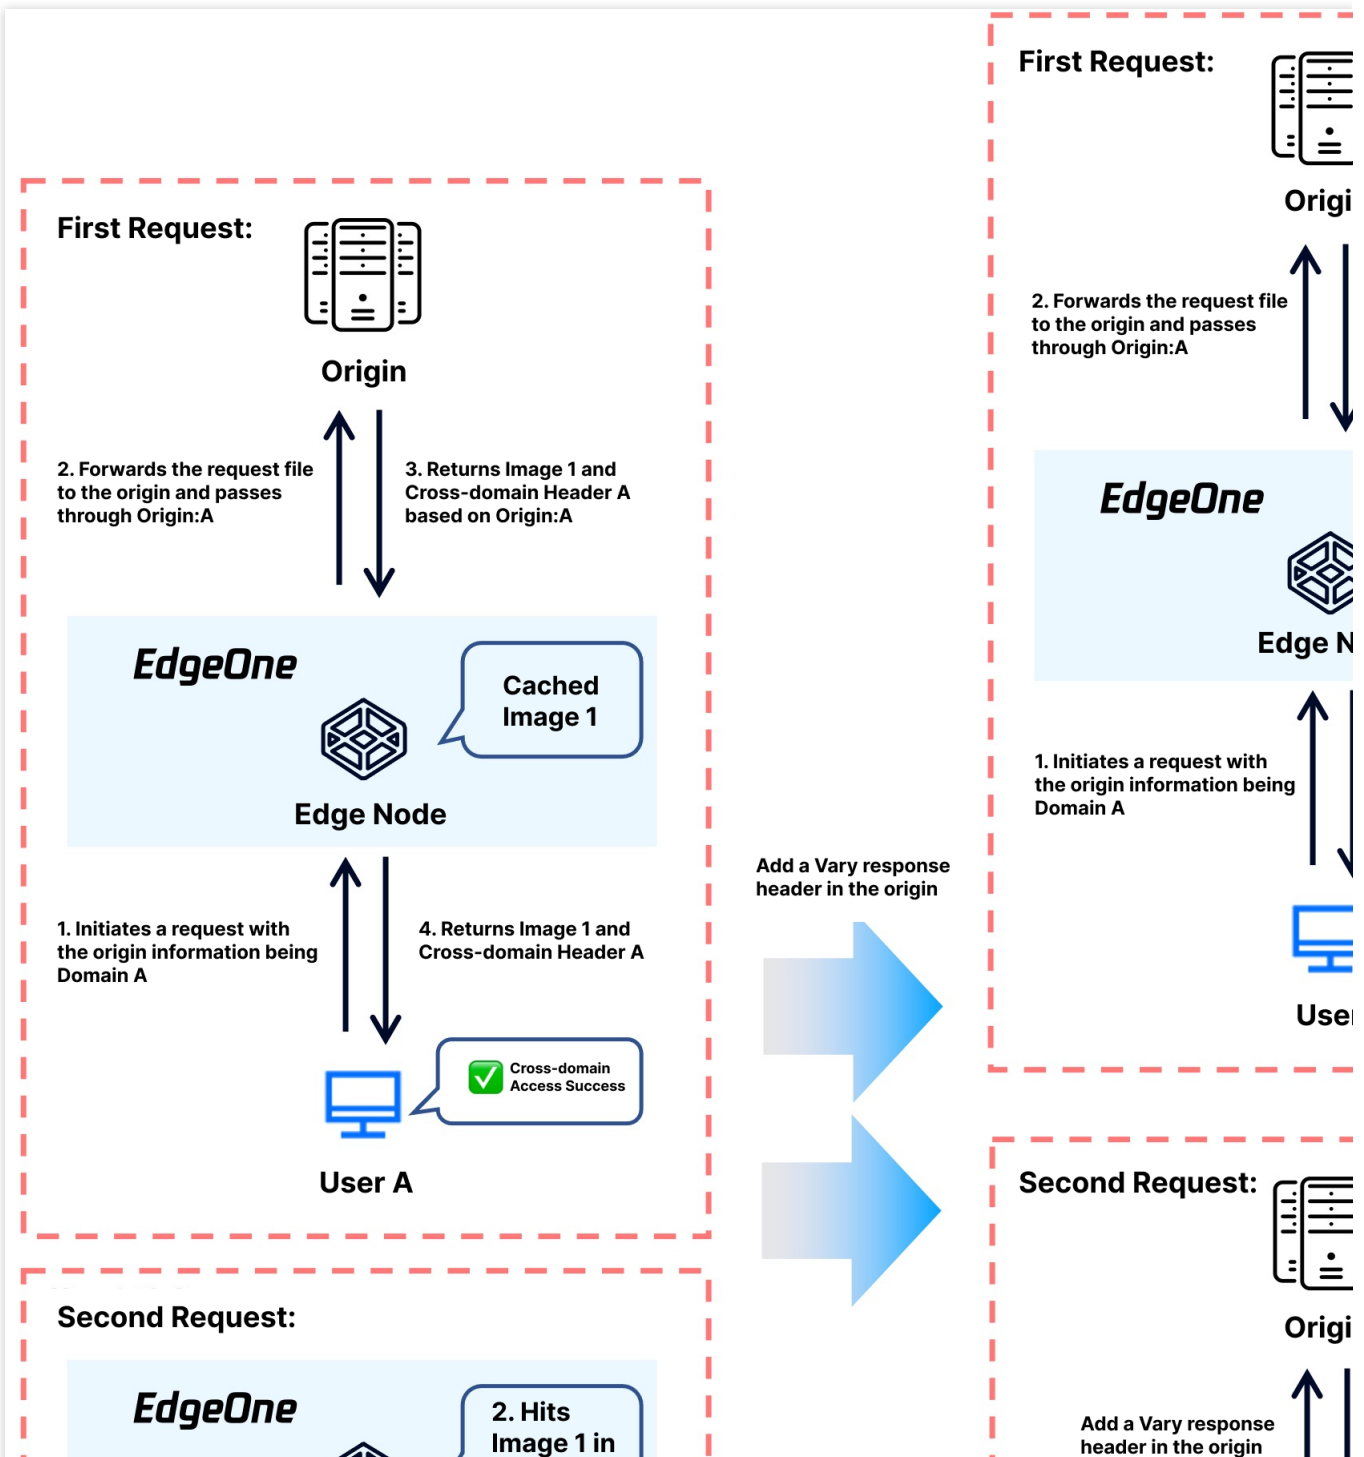 First Request:
Origin
2. Forwards the request file
to the origin and passes
through Origin:A
3. Returns Image 1 and
Cross-domain Header A
based on Origin:A
EdgeOne
Cached
Image 1
Edge Node
1. Initiates a request with
the origin information being
Domain A
4. Returns Image 1 and
Cross-domain Header A
Cross-domain
Access Success
User A
Second Request:
EdgeOne
2. Hits
Image 1 in
Add a Vary response
header in the origin
First Request:
Origi
2. Forwards the request file
to the origin and passes
through Origin:A
EdgeOne
Edge N
1. Initiates a request with
the origin information being
Domain A
User
Second Request:
Origi
Add a Vary response
header in the origin